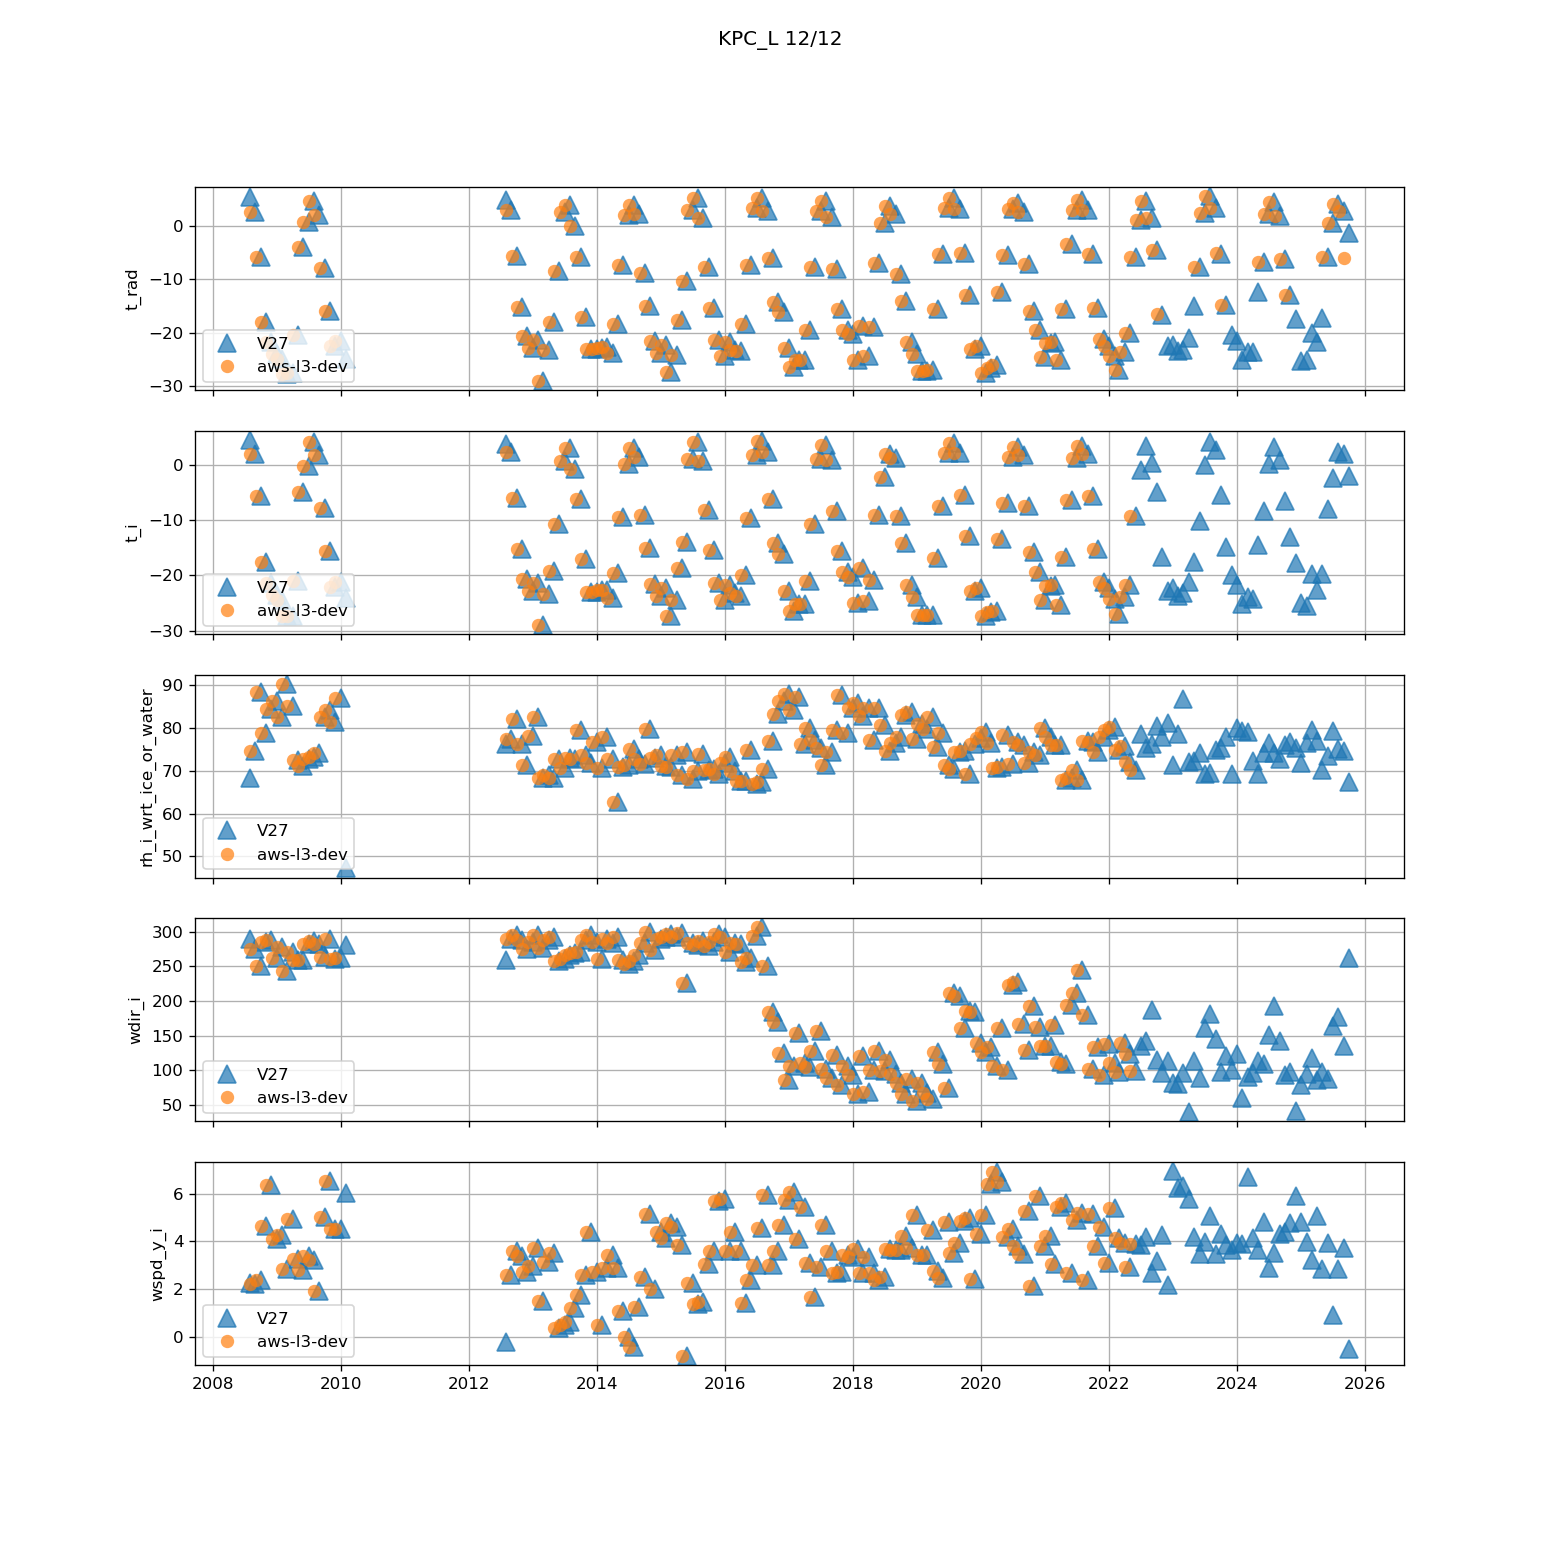 KPC_L 12/12
t_rad
0
−10
−20
−30
V27
aws-l3-dev
t_i
0
−10
−20
−30
V27
aws-l3-dev
rh_i_wrt_ice_or_water
90
80
70
60
50
V27
aws-l3-dev
wdir_i
300
250
200
150
100
50
V27
aws-l3-dev
wspd_y_i
6
4
2
0
V27
aws-l3-dev
2008 2010 2012 2014 2016 2018 2020 2022 2024 2026